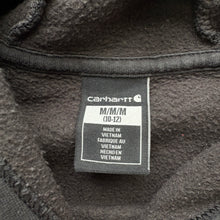 carhartt
M/M/M
(10-12)
MADE IN
VIETNAM
FABRIQUÉ AU
VIETNAM
HECHO EN
VIETNAM